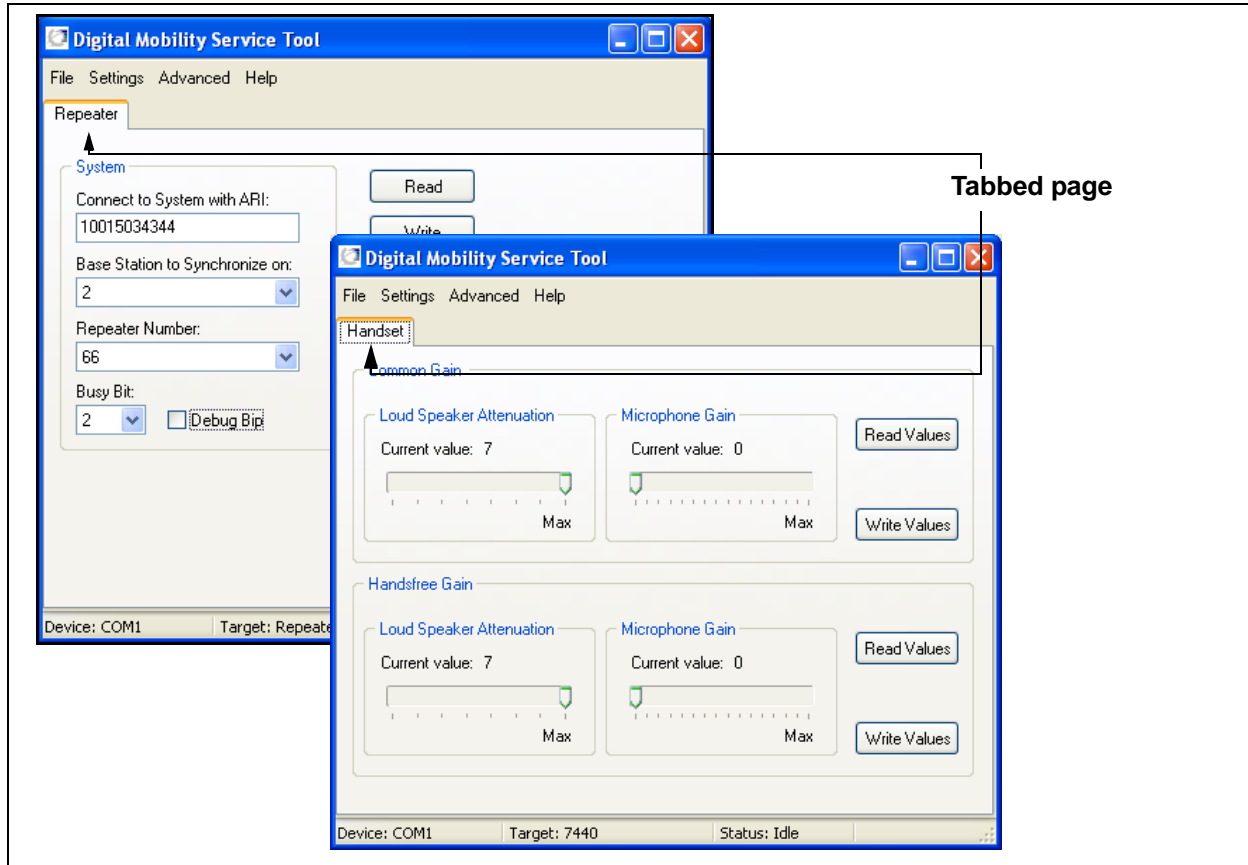 Digital Mobility Service Tool
File Settings Advanced Help
Repeater
System
Connect to System with ARI:
10015034344
Base Station to Synchronize on:
2
Repeater Number:
66
Busy Bit:
2 Debug Bip
Read
Write
Device: COM1 Target: Repeate
Tabbed page
Digital Mobility Service Tool
File Settings Advanced Help
Handset
Common Gain
Loud Speaker Attenuation
Current value: 7
Max
Microphone Gain
Current value: 0
Max
Read Values
Write Values
Handsfree Gain
Loud Speaker Attenuation
Current value: 7
Max
Microphone Gain
Current value: 0
Max
Read Values
Write Values
Device: COM1 Target: 7440 Status: Idle